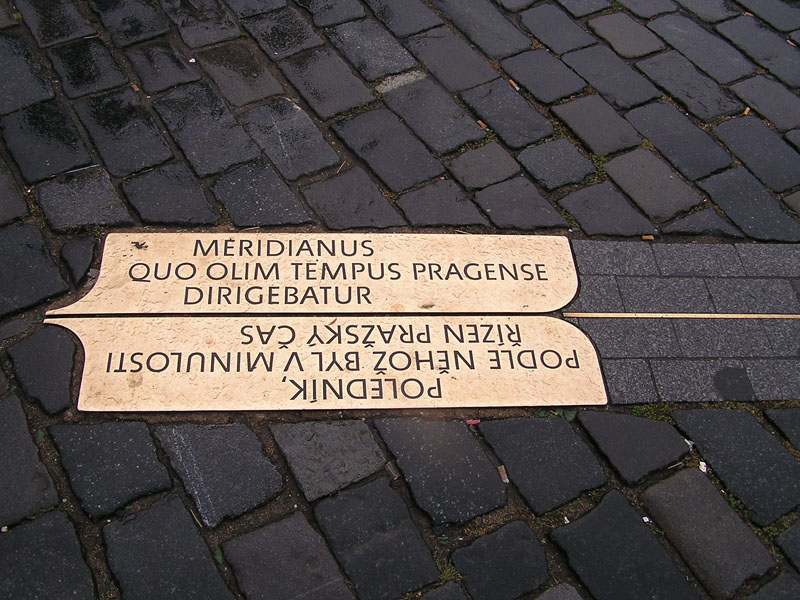 MERIDIANUS
QUO OLIM TEMPUS PRAGENSE
DIRIGEBATUR
POLEDNÍK,
PODLE NĚHOŽ BYL V MINULOSTI
ŘÍZEN PRAŽSKÝ ČAS